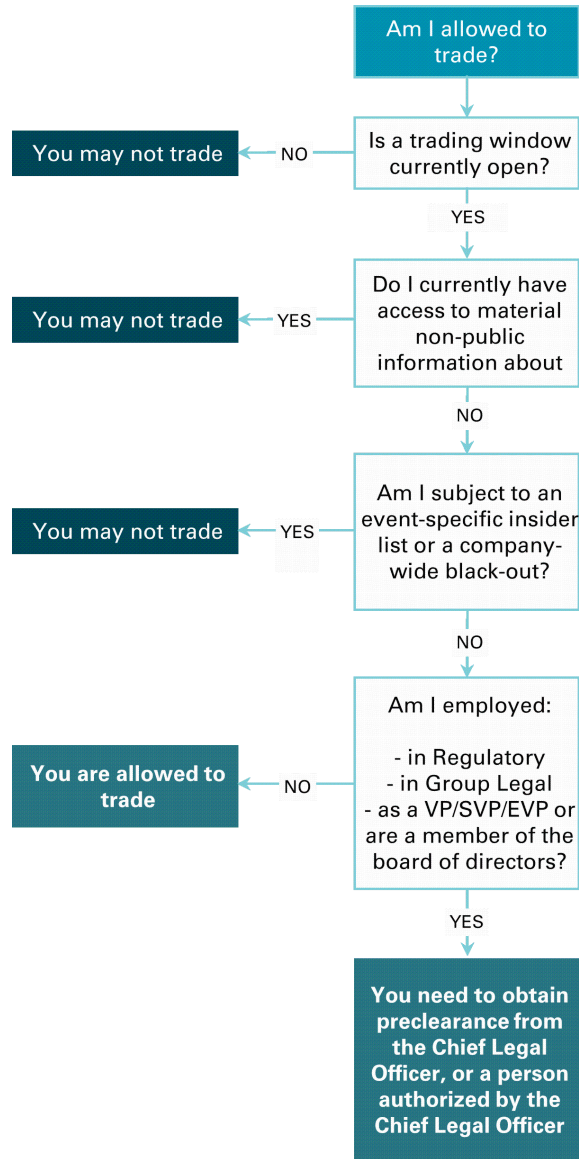 Am I allowed to
trade?
Is a trading window
currently open?
NO
You may not trade
YES
Do I currently have
access to material
non-public
information about
YES
You may not trade
NO
Am I subject to an
event-specific insider
list or a company-
wide black-out?
YES
You may not trade
NO
Am I employed:
- in Regulatory
- in Group Legal
- as a VP/SVP/EVP or
are a member of the
board of directors?
NO
You are allowed to
trade
YES
You need to obtain
preclearance from
the Chief Legal
Officer, or a person
authorized by the
Chief Legal Officer